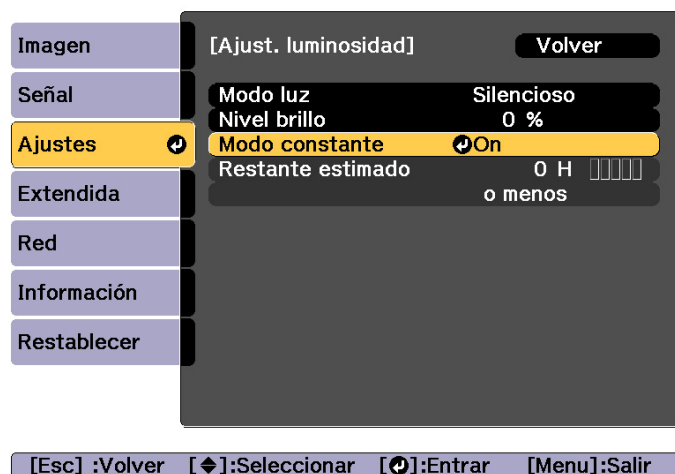 Imagen
Señal
Ajustes
Extendida
Red
Información
Restablecer
[Ajust. luminosidad] Volver
Modo luz Silencioso
Nivel brillo 0 %
Modo constante On
Restante estimado 0 H
o menos
[Esc] :Volver [◆]:Seleccionar [↵]:Entrar [Menu]:Salir